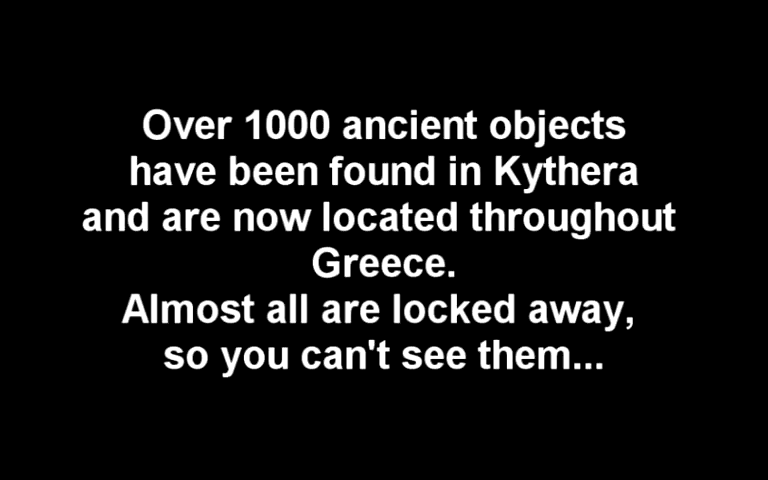 Over 1000 ancient objects
have been found in Kythera
and are now located throughout
Greece.
Almost all are locked away,
so you can't see them...